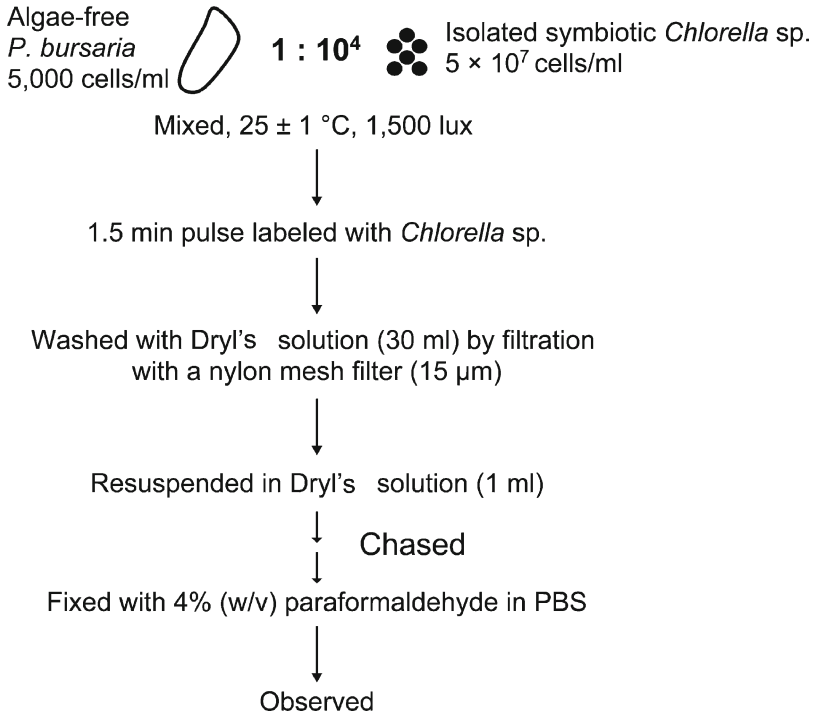 Algae-free
P. bursaria
5,000 cells/ml
1 : 10⁴
Isolated symbiotic Chlorella sp.
5 × 10⁷ cells/ml
Mixed, 25 ± 1 °C, 1,500 lux
1.5 min pulse labeled with Chlorella sp.
Washed with Dryl's solution (30 ml) by filtration
with a nylon mesh filter (15 µm)
Resuspended in Dryl's solution (1 ml)
Chased
Fixed with 4% (w/v) paraformaldehyde in PBS
Observed